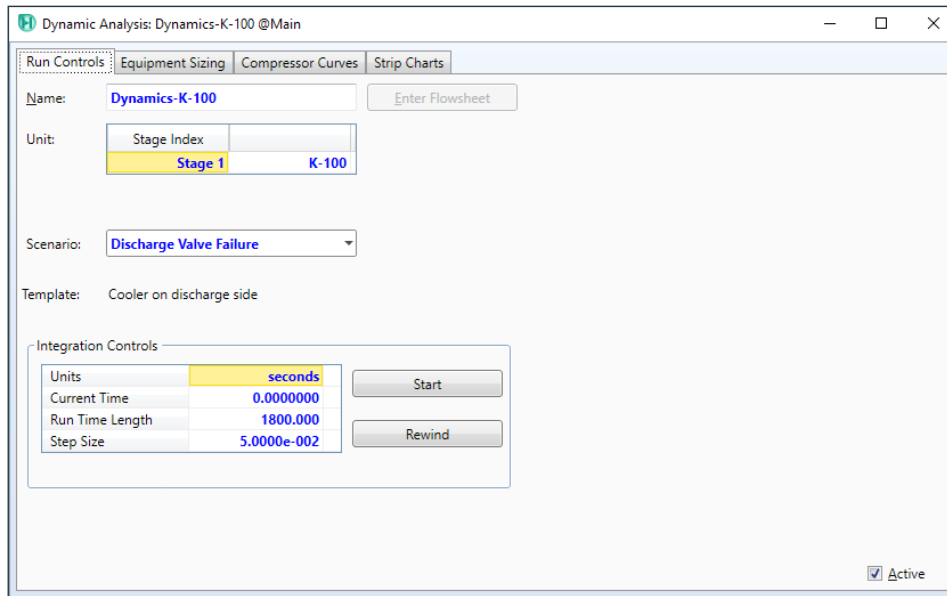 Dynamic Analysis: Dynamics-K-100 @Main
Run Controls Equipment Sizing Compressor Curves Strip Charts
Name: Dynamics-K-100 Enter Flowsheet
Unit: Stage Index
Stage 1 K-100
Scenario: Discharge Valve Failure
Template: Cooler on discharge side
Integration Controls
Units seconds Start
Current Time 0.0000000
Run Time Length 1800.000
Step Size 5.0000e-002 Rewind
Active